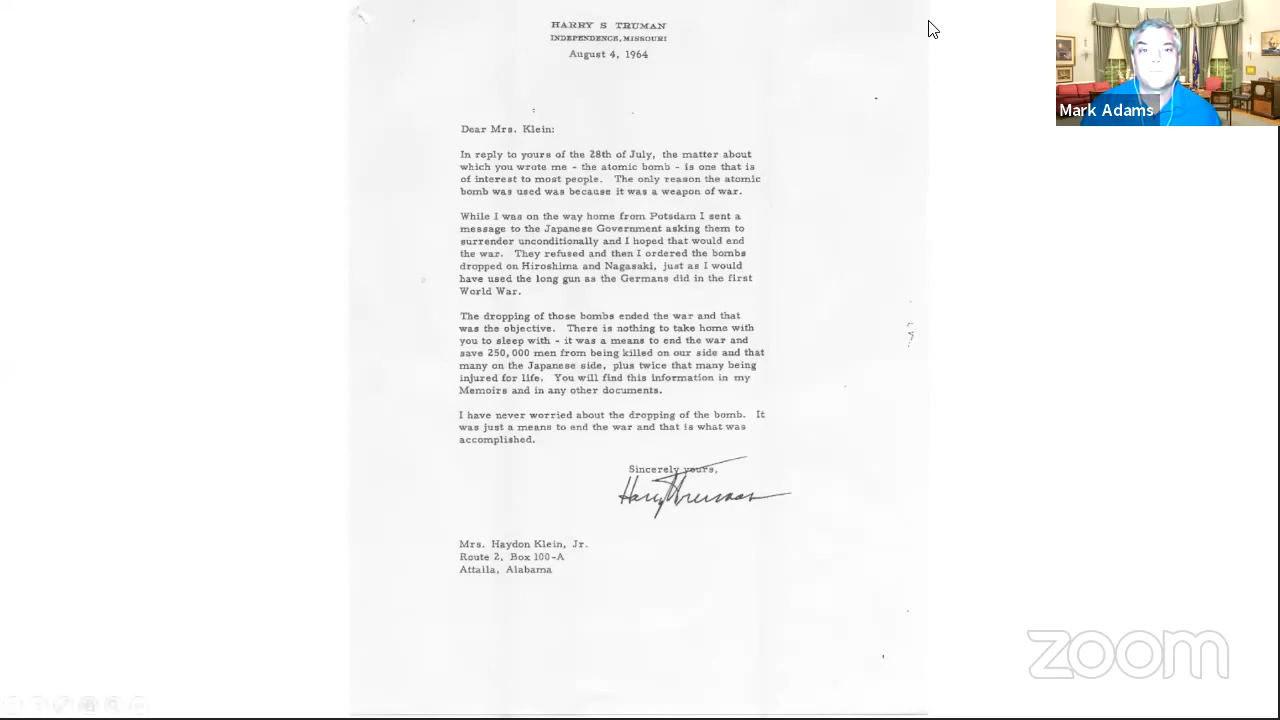 HARRY S TRUMAN
INDEPENDENCE, MISSOURI
August 4, 1964
Dear Mrs. Klein:
In reply to yours of the 28th of July, the matter about
which you wrote me - the atomic bomb - is one that is
of interest to most people. The only reason the atomic
bomb was used was because it was a weapon of war.
While I was on the way home from Potsdam I sent a
message to the Japanese Government asking them to
surrender unconditionally and I hoped that would end
the war. They refused and then I ordered the bombs
dropped on Hiroshima and Nagasaki, just as I would
have used the long gun as the Germans did in the first
World War.
The dropping of those bombs ended the war and that
was the objective. There is nothing to take home with
you to sleep with - it was a means to end the war and
save 250,000 men from being killed on our side and that
many on the Japanese side, plus twice that many being
injured for life. You will find this information in my
Memoirs and in any other documents.
I have never worried about the dropping of the bomb. It
was just a means to end the war and that is what was
accomplished.
Sincerely yours,
Harry Truman
Mrs. Haydon Klein, Jr.
Route 2, Box 100-A
Attalla, Alabama
Mark Adams
zoom